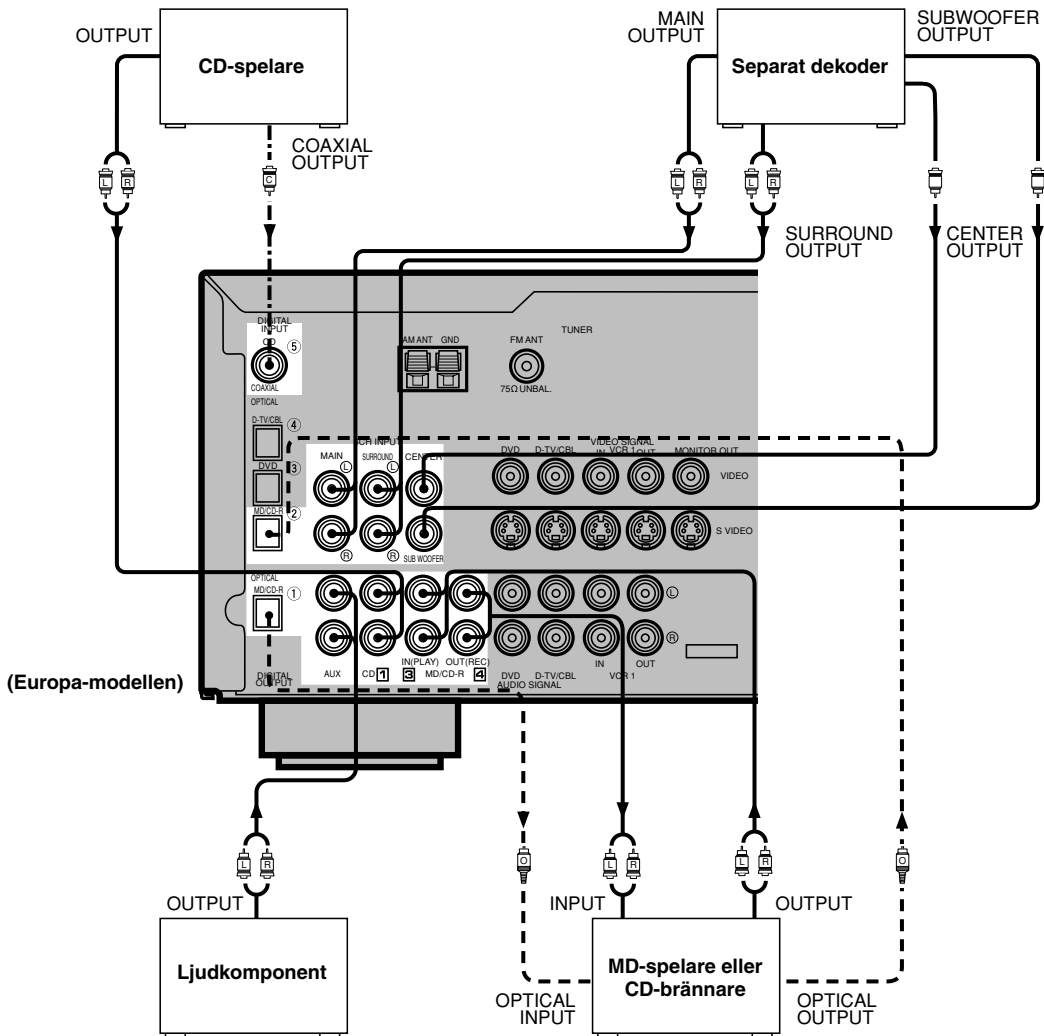 OUTPUT
CD-spelare
COAXIAL
OUTPUT
C
L R
MAIN
OUTPUT
SUBWOOFER
OUTPUT
Separat dekoder
L R
L R
SURROUND
OUTPUT
CENTER
OUTPUT
DIGITAL
INPUT
CD
5
COAXIAL
OPTICAL
D-TV/CBL
4
DVD
3
MD/CD-R
2
OPTICAL
MD/CD-R
1
DIGITAL
OUTPUT
AM ANT GND
FM ANT
TUNER
75Ω UNBAL.
CH INPUT
MAIN
SURROUND
CENTER
L
L
R
R
SUB WOOFER
VIDEO SIGNAL
DVD D-TV/CBL IN VCR 1 OUT MONITOR OUT
VIDEO
S VIDEO
L
R
IN(PLAY) OUT(REC)
AUX CD 1 3 MD/CD-R 4
IN OUT
DVD D-TV/CBL VCR 1
AUDIO SIGNAL
(Europa-modellen)
L R
OUTPUT
Ljudkomponent
O
L R
L R
O
INPUT
OUTPUT
MD-spelare eller
CD-brännare
OPTICAL
INPUT
OPTICAL
OUTPUT